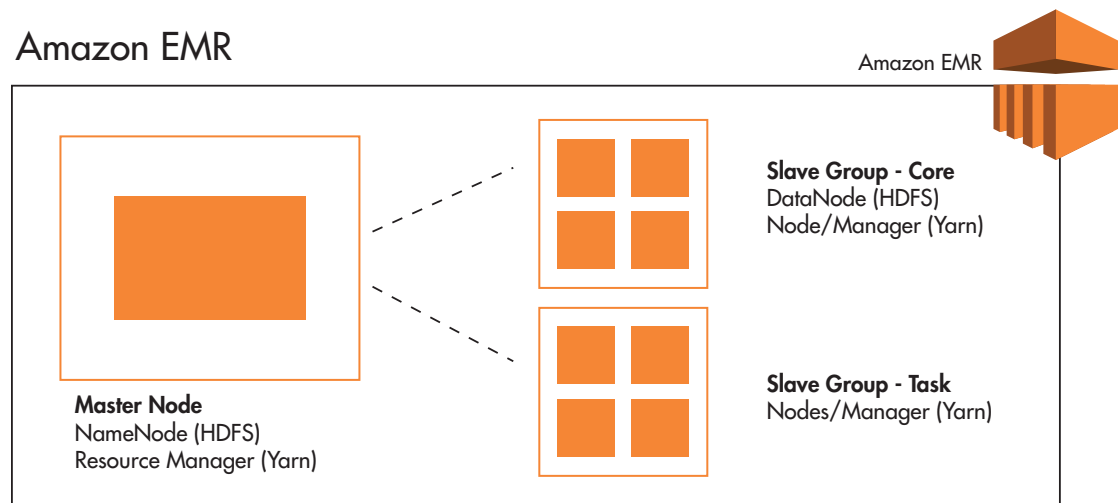 Amazon EMR
Amazon EMR
Slave Group - Core
DataNode (HDFS)
Node/Manager (Yarn)
Master Node
NameNode (HDFS)
Resource Manager (Yarn)
Slave Group - Task
Nodes/Manager (Yarn)